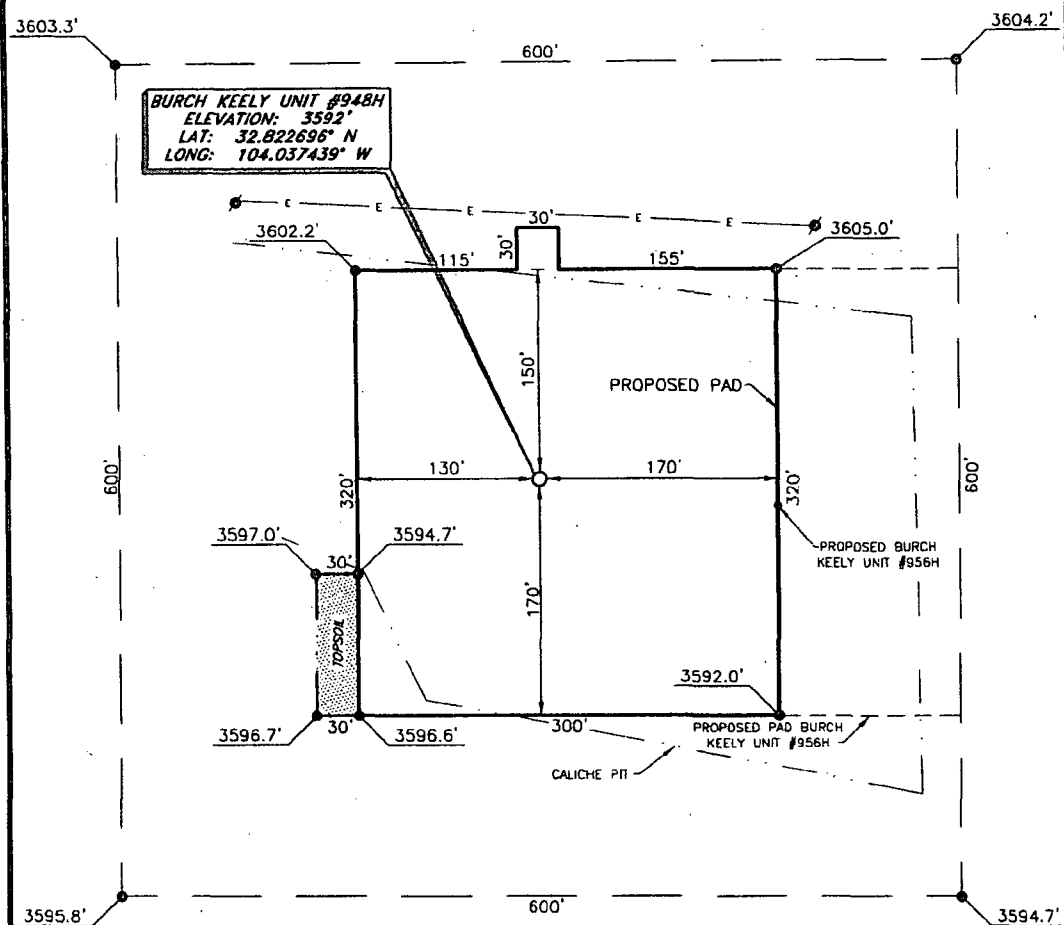 3603.3'
3604.2'
600'
BURCH KEELY UNIT #948H
ELEVATION: 3592'
LAT: 32.822696° N
LONG: 104.037439° W
E E E E E
30'
3602.2'
30'
3605.0'
115'
155'
150'
PROPOSED PAD
600'
130'
170'
600'
320'
320'
3597.0'
3594.7'
PROPOSED BURCH
KEELY UNIT #956H
30'
170'
TOPSOIL
3592.0'
30'
300'
PROPOSED PAD BURCH
KEELY UNIT #956H
3596.7'
3596.6'
CALICHE PIT
600'
3595.8'
3594.7'